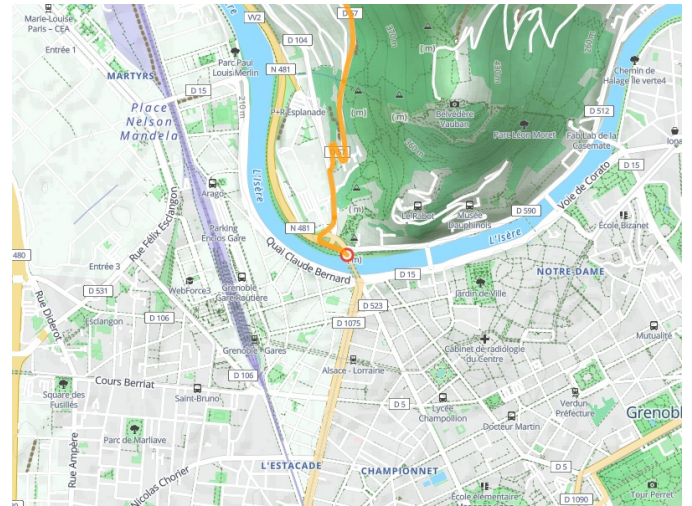 Marie-Louise
Paris – CEA
Entrée 1
MARTYRS
Place
Nelson
Mandela
VV2
D 104
D 57
Parc Paul
Louis Merlin
N 481
D 15
210 m
P+R Esplanade
L'Isère
Arago
Parking
Enclos Gare
N 481
Quai Claude Bernard
Rue Félix Esclangon
Entrée 3
480
D 531
WebForce3
Grenoble
Gare Routière
Rue Diderot
Esclangon
D 106
Grenoble - Gares
D 106
Cours Berriat
Square des
Fusillés
Saint-Bruno
Parc de Marliave
Rue Ampère
Nicolas Chorier
L'ESTACADE
Belvédère
Vauban
Parc Léon Moret
260 m
Chemin de
Halage Île verte4
D 512
FabLab de la
Casemate
D 15
Voie de Corato
Le Rabot
Musée
Dauphinois
D 590
L'Isère
École Bizanet
NOTRE-DAME
D 15
D 523
Jardin de Ville
D 1075
Mutualité
Cabinet de radiologie
du Centre
Alsace - Lorraine
D 5
Lycée
Champollion
Docteur Martin
Verdun
Préfecture
Grenobl
CHAMPIONNET
D 5
École élémentaire
D 1090
Tour Perret